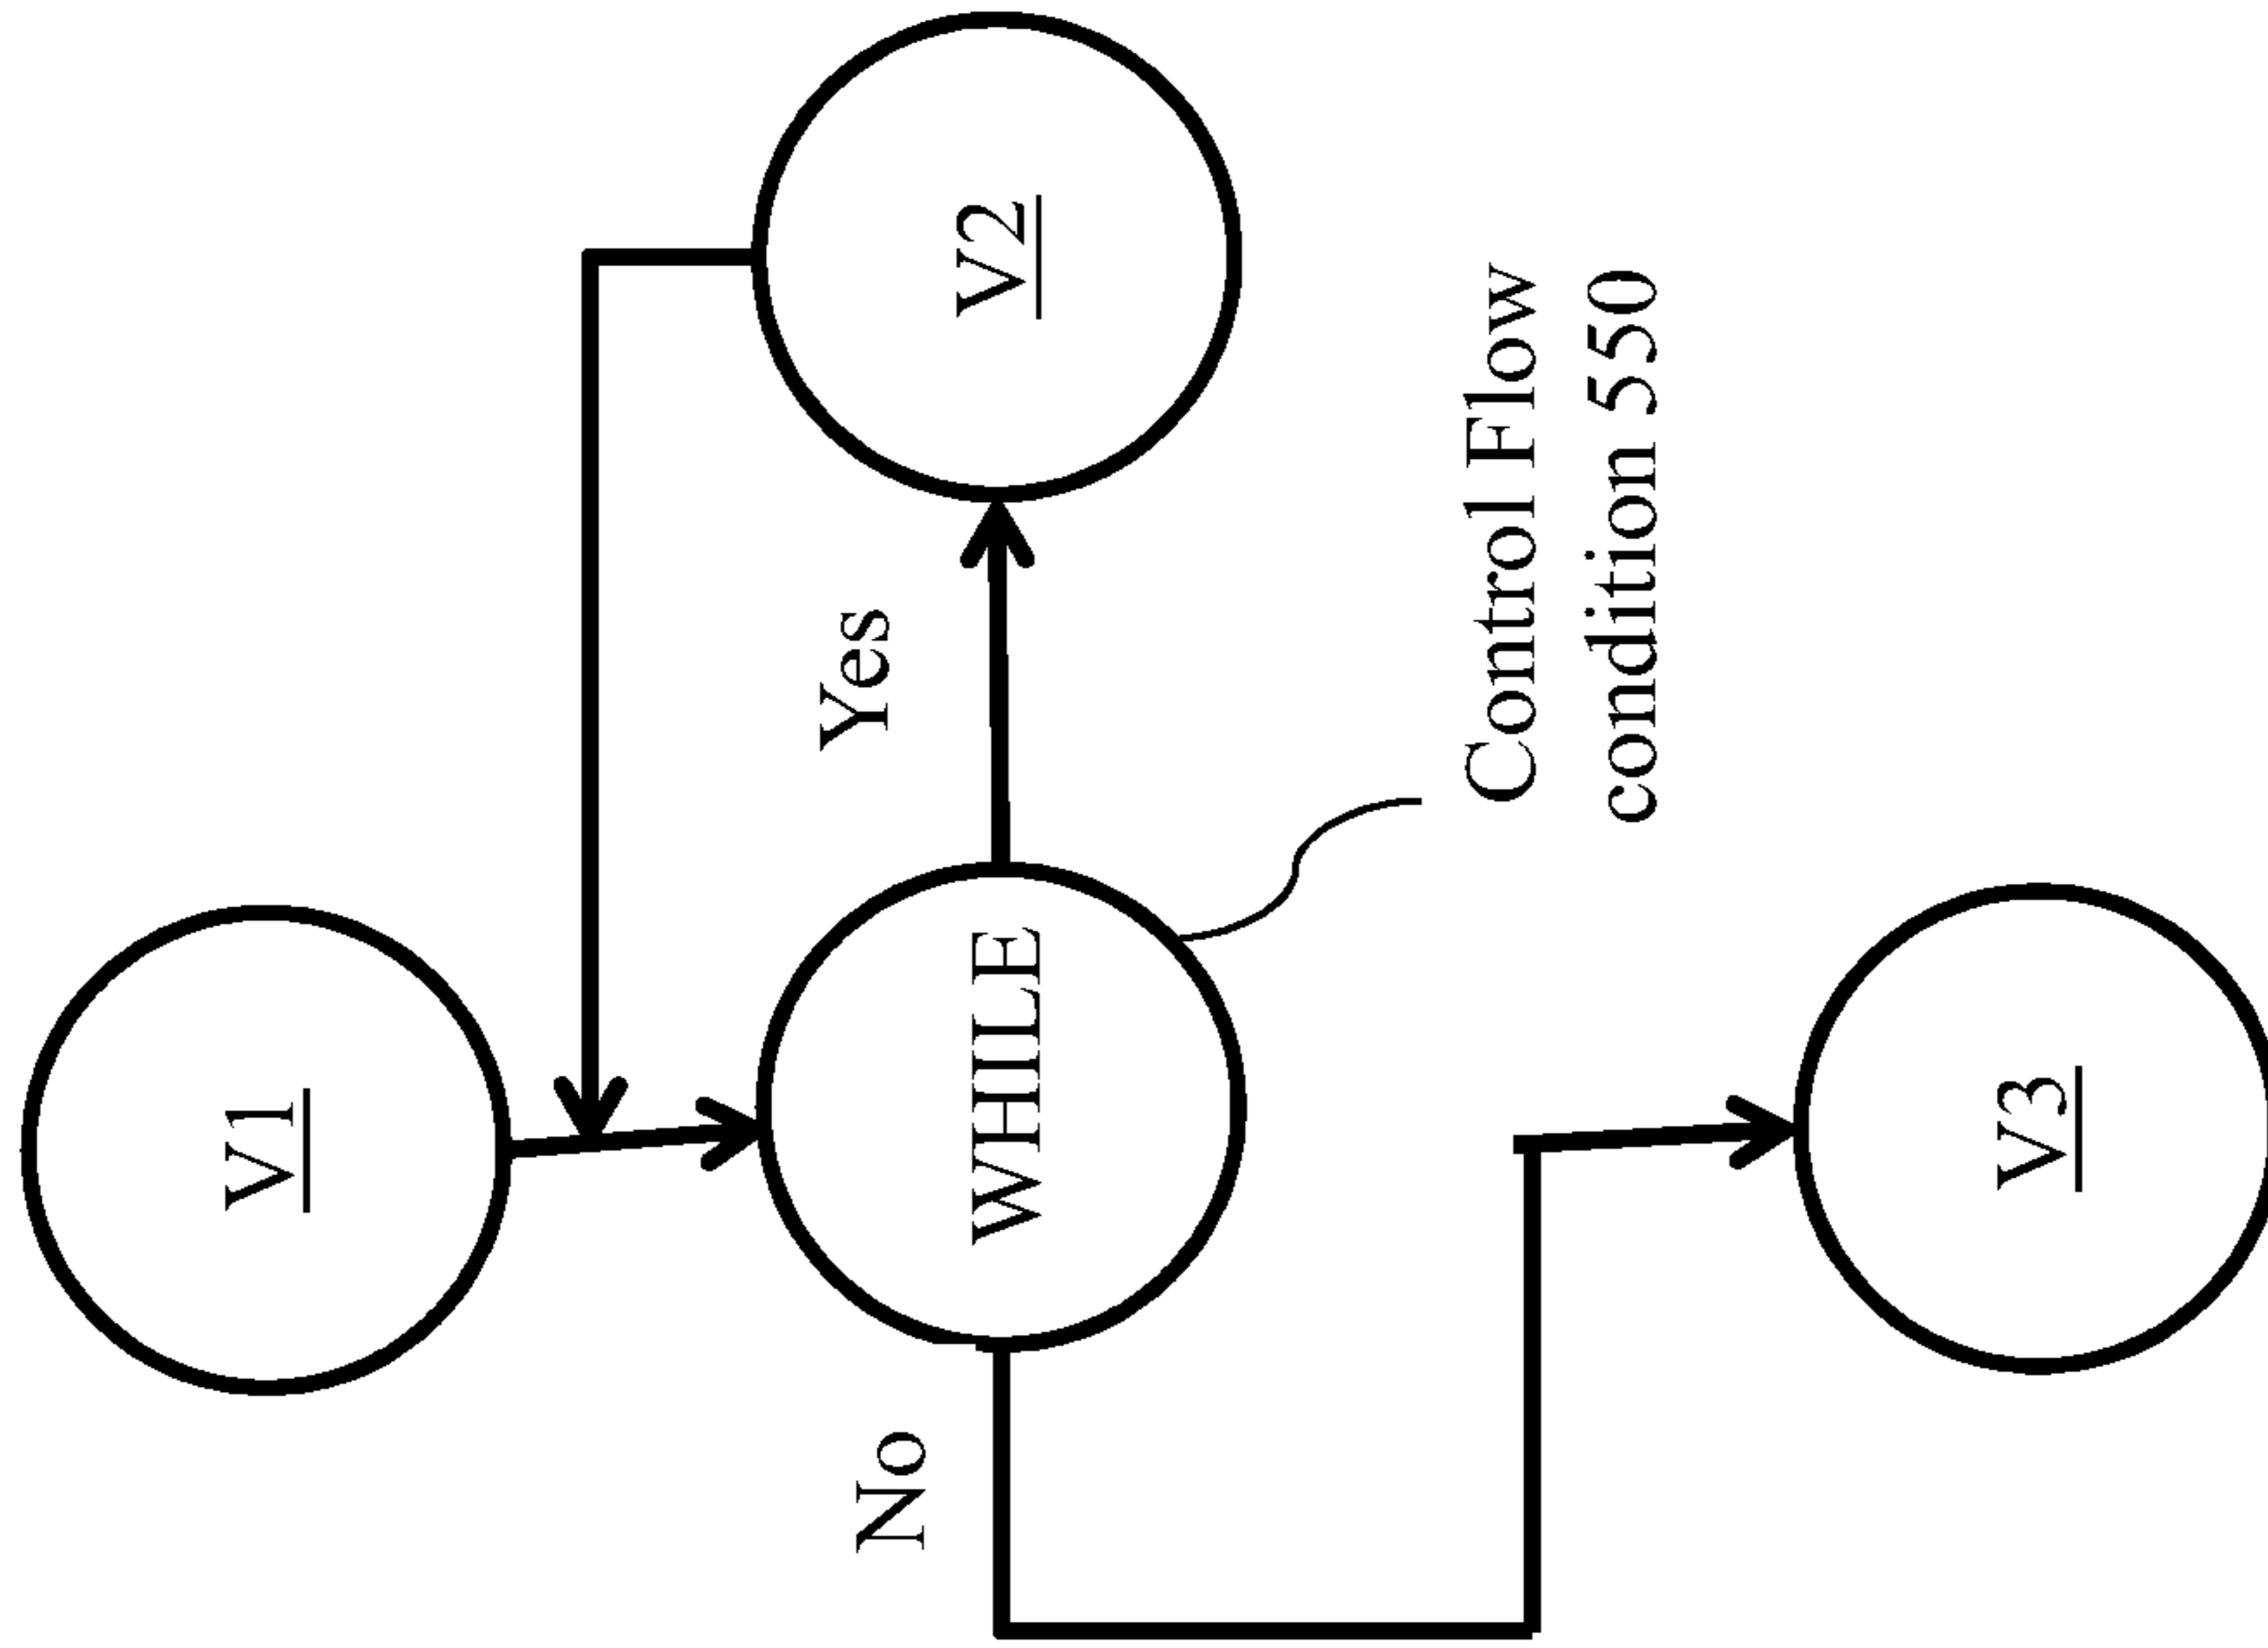 V1
WHILE
Yes
No
V2
Control Flow
condition 550
V3